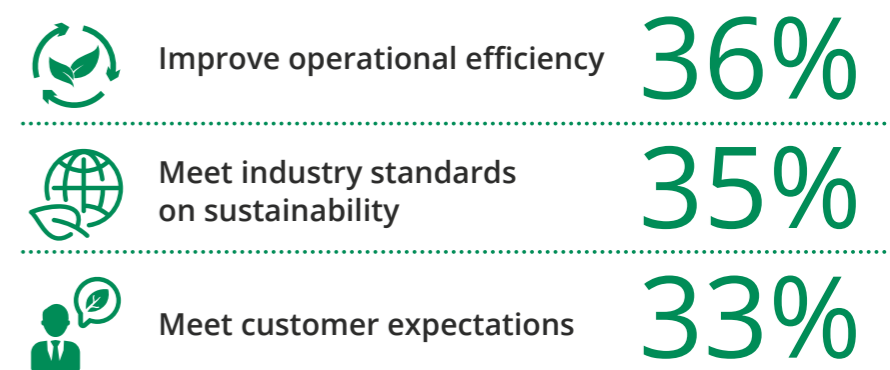 Improve operational efficiency
36%
Meet industry standards
on sustainability
35%
Meet customer expectations
33%